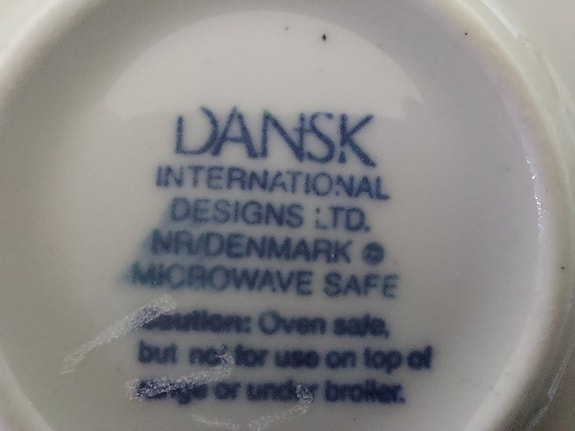 DANSK
INTERNATIONAL
DESIGNS LTD.
NR/DENMARK ©
MICROWAVE SAFE
Caution: Oven safe,
but not for use on top of
range or under broiler.